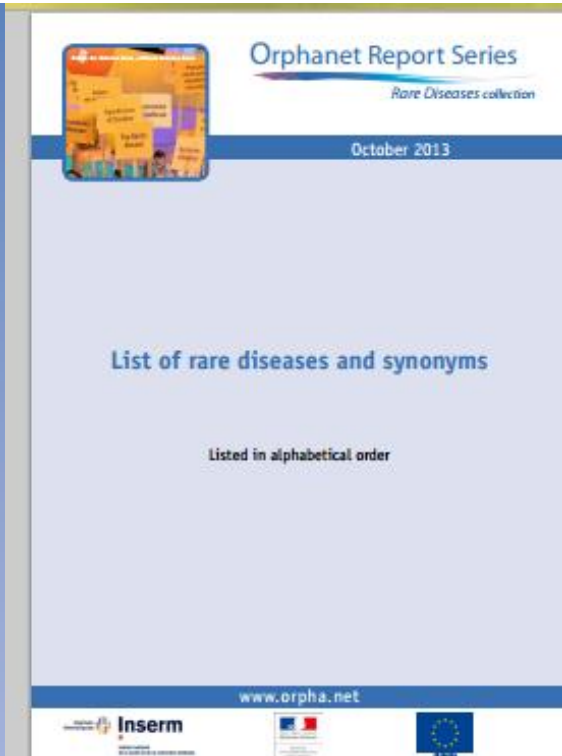 Orphanet Report Series
Rare Diseases collection
October 2013
List of rare diseases and synonyms
Listed in alphabetical order
www.orpha.net
Inserm